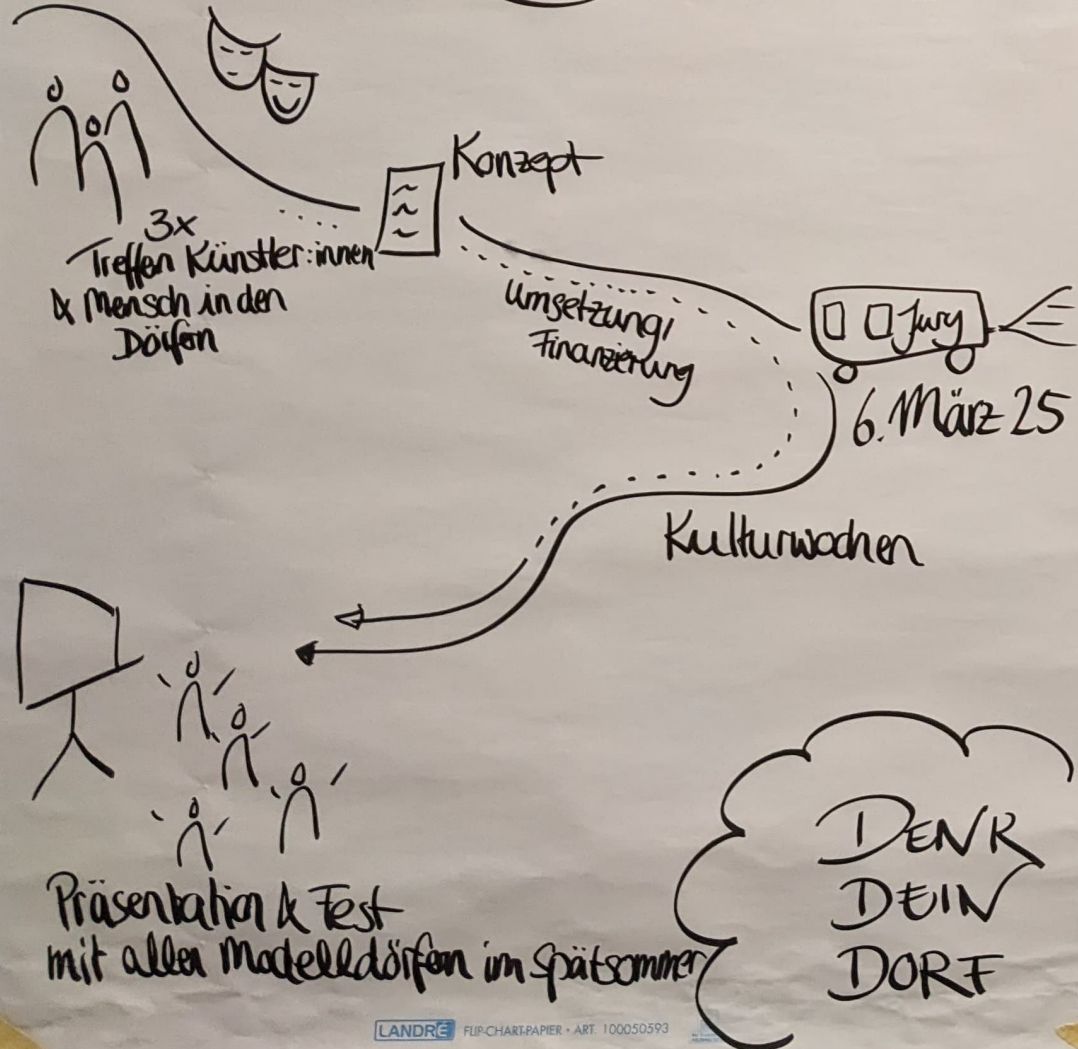 3x
Treffen Künstler:innen
& Mensch in den
Dörfern
Konzept
Umsetzung,
Finanzierung
Jury
6. März 25
Kulturwochen
Präsentation & Fest
mit allen Modelldörfern im Spätsommer
DENK
DEIN
DORF
LANDRÉ FLIP-CHART-PAPIER • ART. 100050593